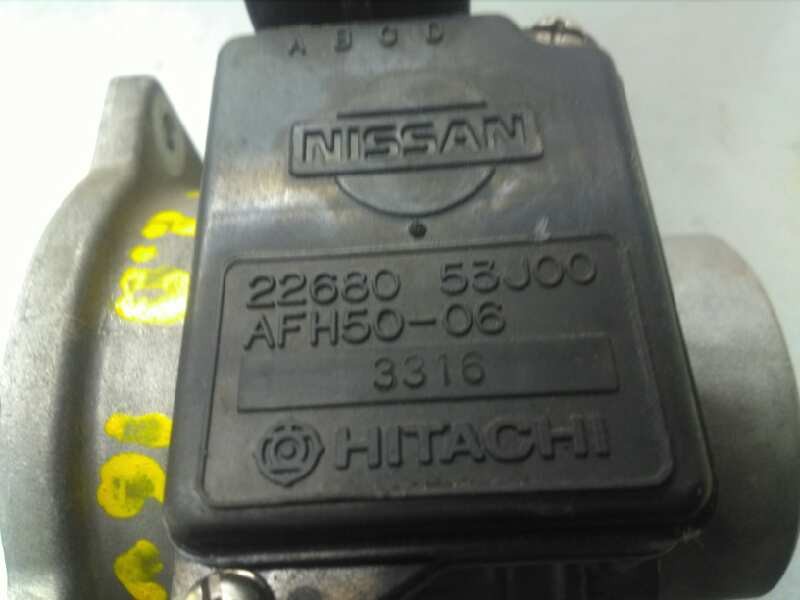 A B C D
NISSAN
22680 53J00
AFH50-06
3316
HITACHI